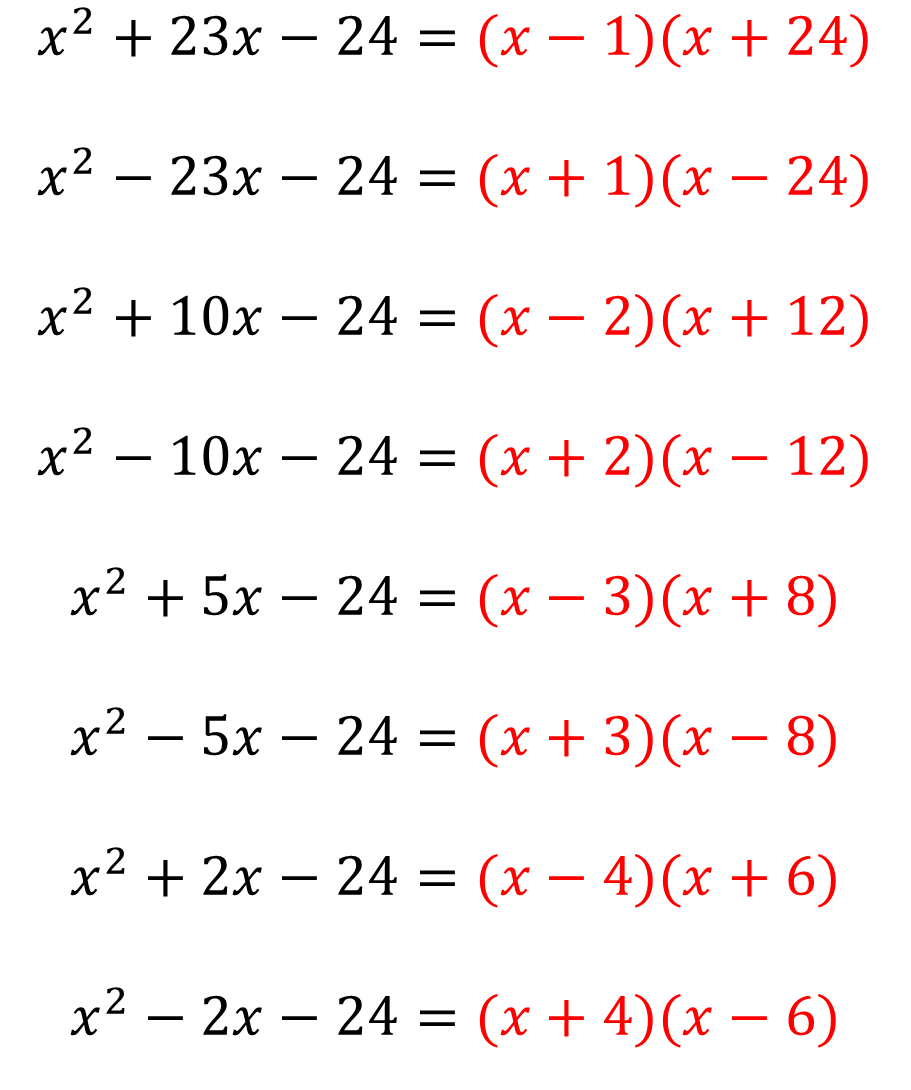 x² + 23x − 24 = (x − 1)(x + 24)
x² − 23x − 24 = (x + 1)(x − 24)
x² + 10x − 24 = (x − 2)(x + 12)
x² − 10x − 24 = (x + 2)(x − 12)
x² + 5x − 24 = (x − 3)(x + 8)
x² − 5x − 24 = (x + 3)(x − 8)
x² + 2x − 24 = (x − 4)(x + 6)
x² − 2x − 24 = (x + 4)(x − 6)